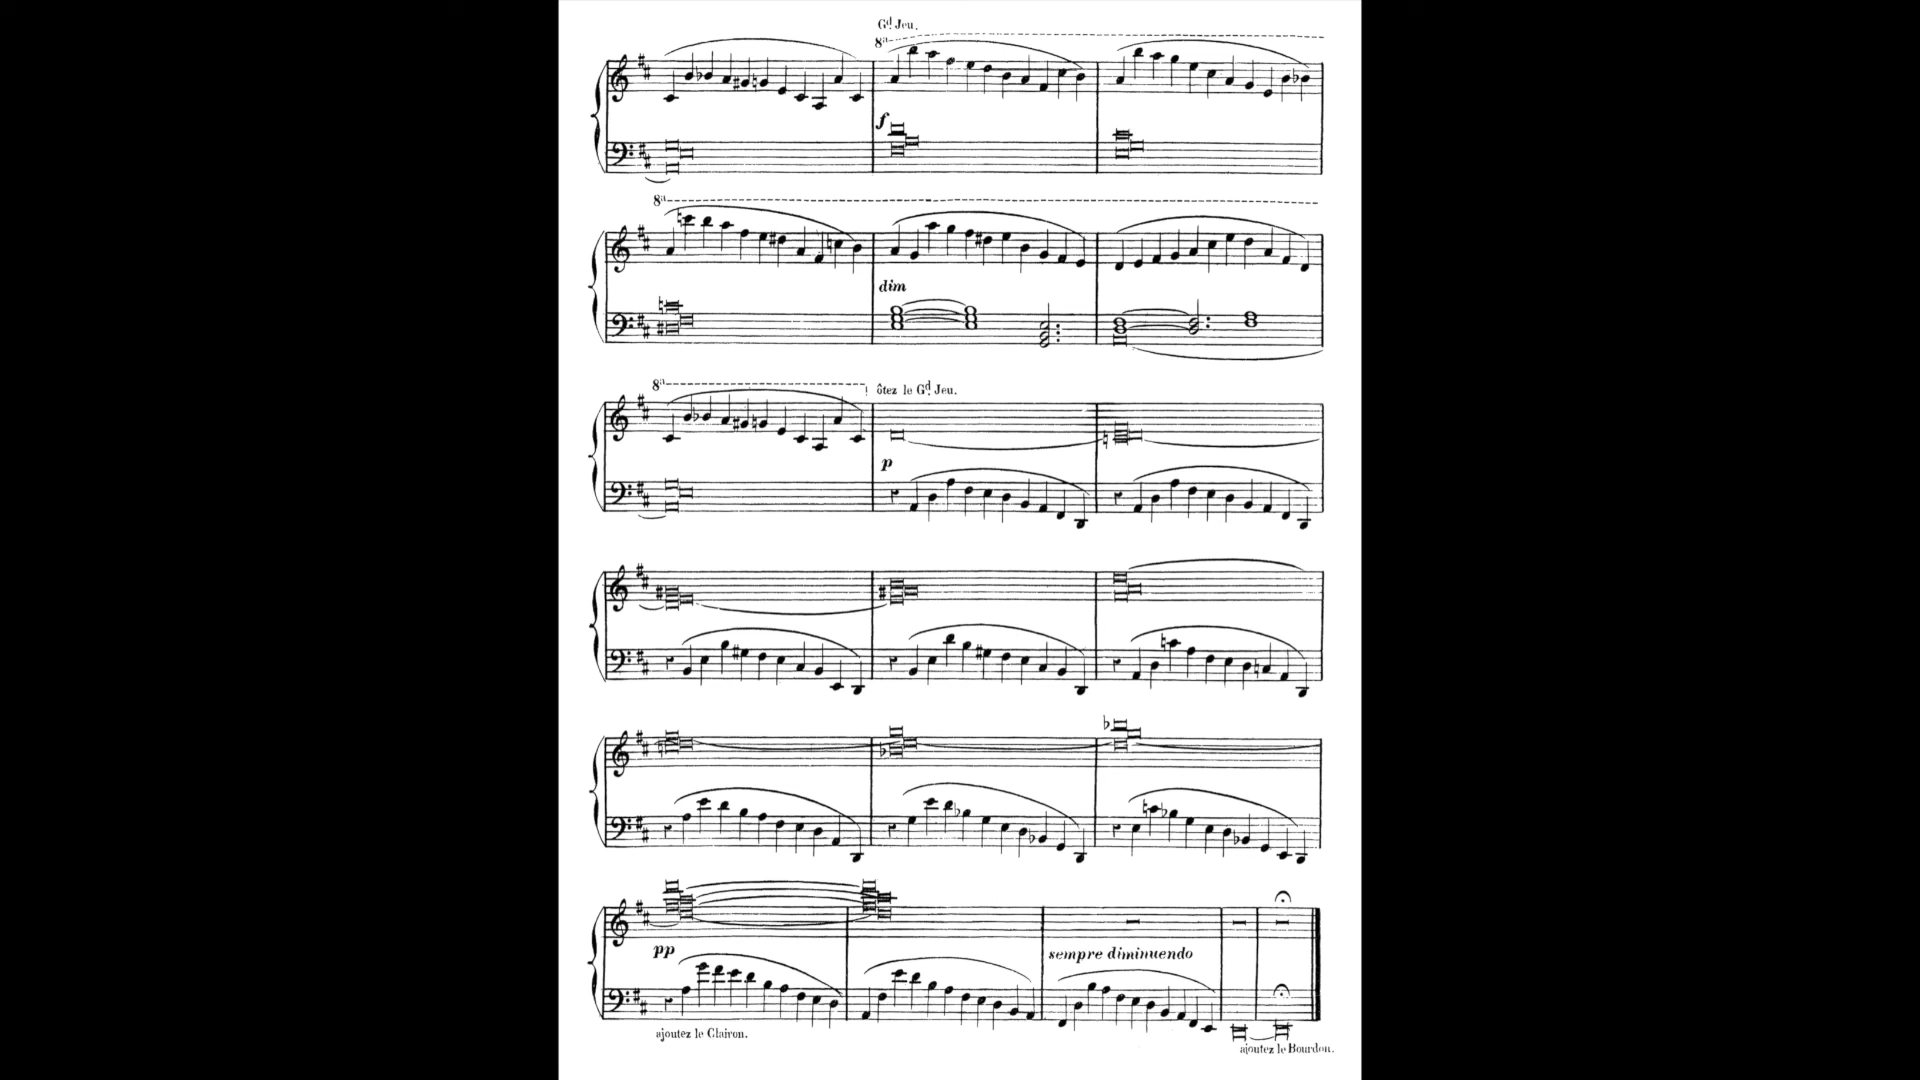 Gd. Jeu.
8a
f
8a
dim
8a
ôtez le Gd. Jeu.
p
pp
sempre diminuendo
ajoutez le Clairon.
ajoutez le Bourdon.